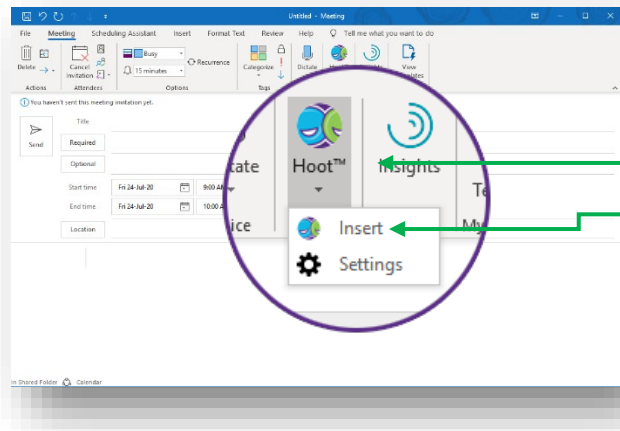 Untitled - Meeting
File Meeting Scheduling Assistant Insert Format Text Review Help Tell me what you want to do
Delete
Cancel Invitation
Busy
15 minutes
Recurrence
Categorize
Dictate
View
Actions Attendees Options Tags
You haven't sent this meeting invitation yet.
Send
Title
Required
Optional
Start time Fri 24-Jul-20 9:00 AM
End time Fri 24-Jul-20 10:00 A
Location
tate Hoot™ Insights
Te
ice My
Insert
Settings
In Shared Folder Calendar